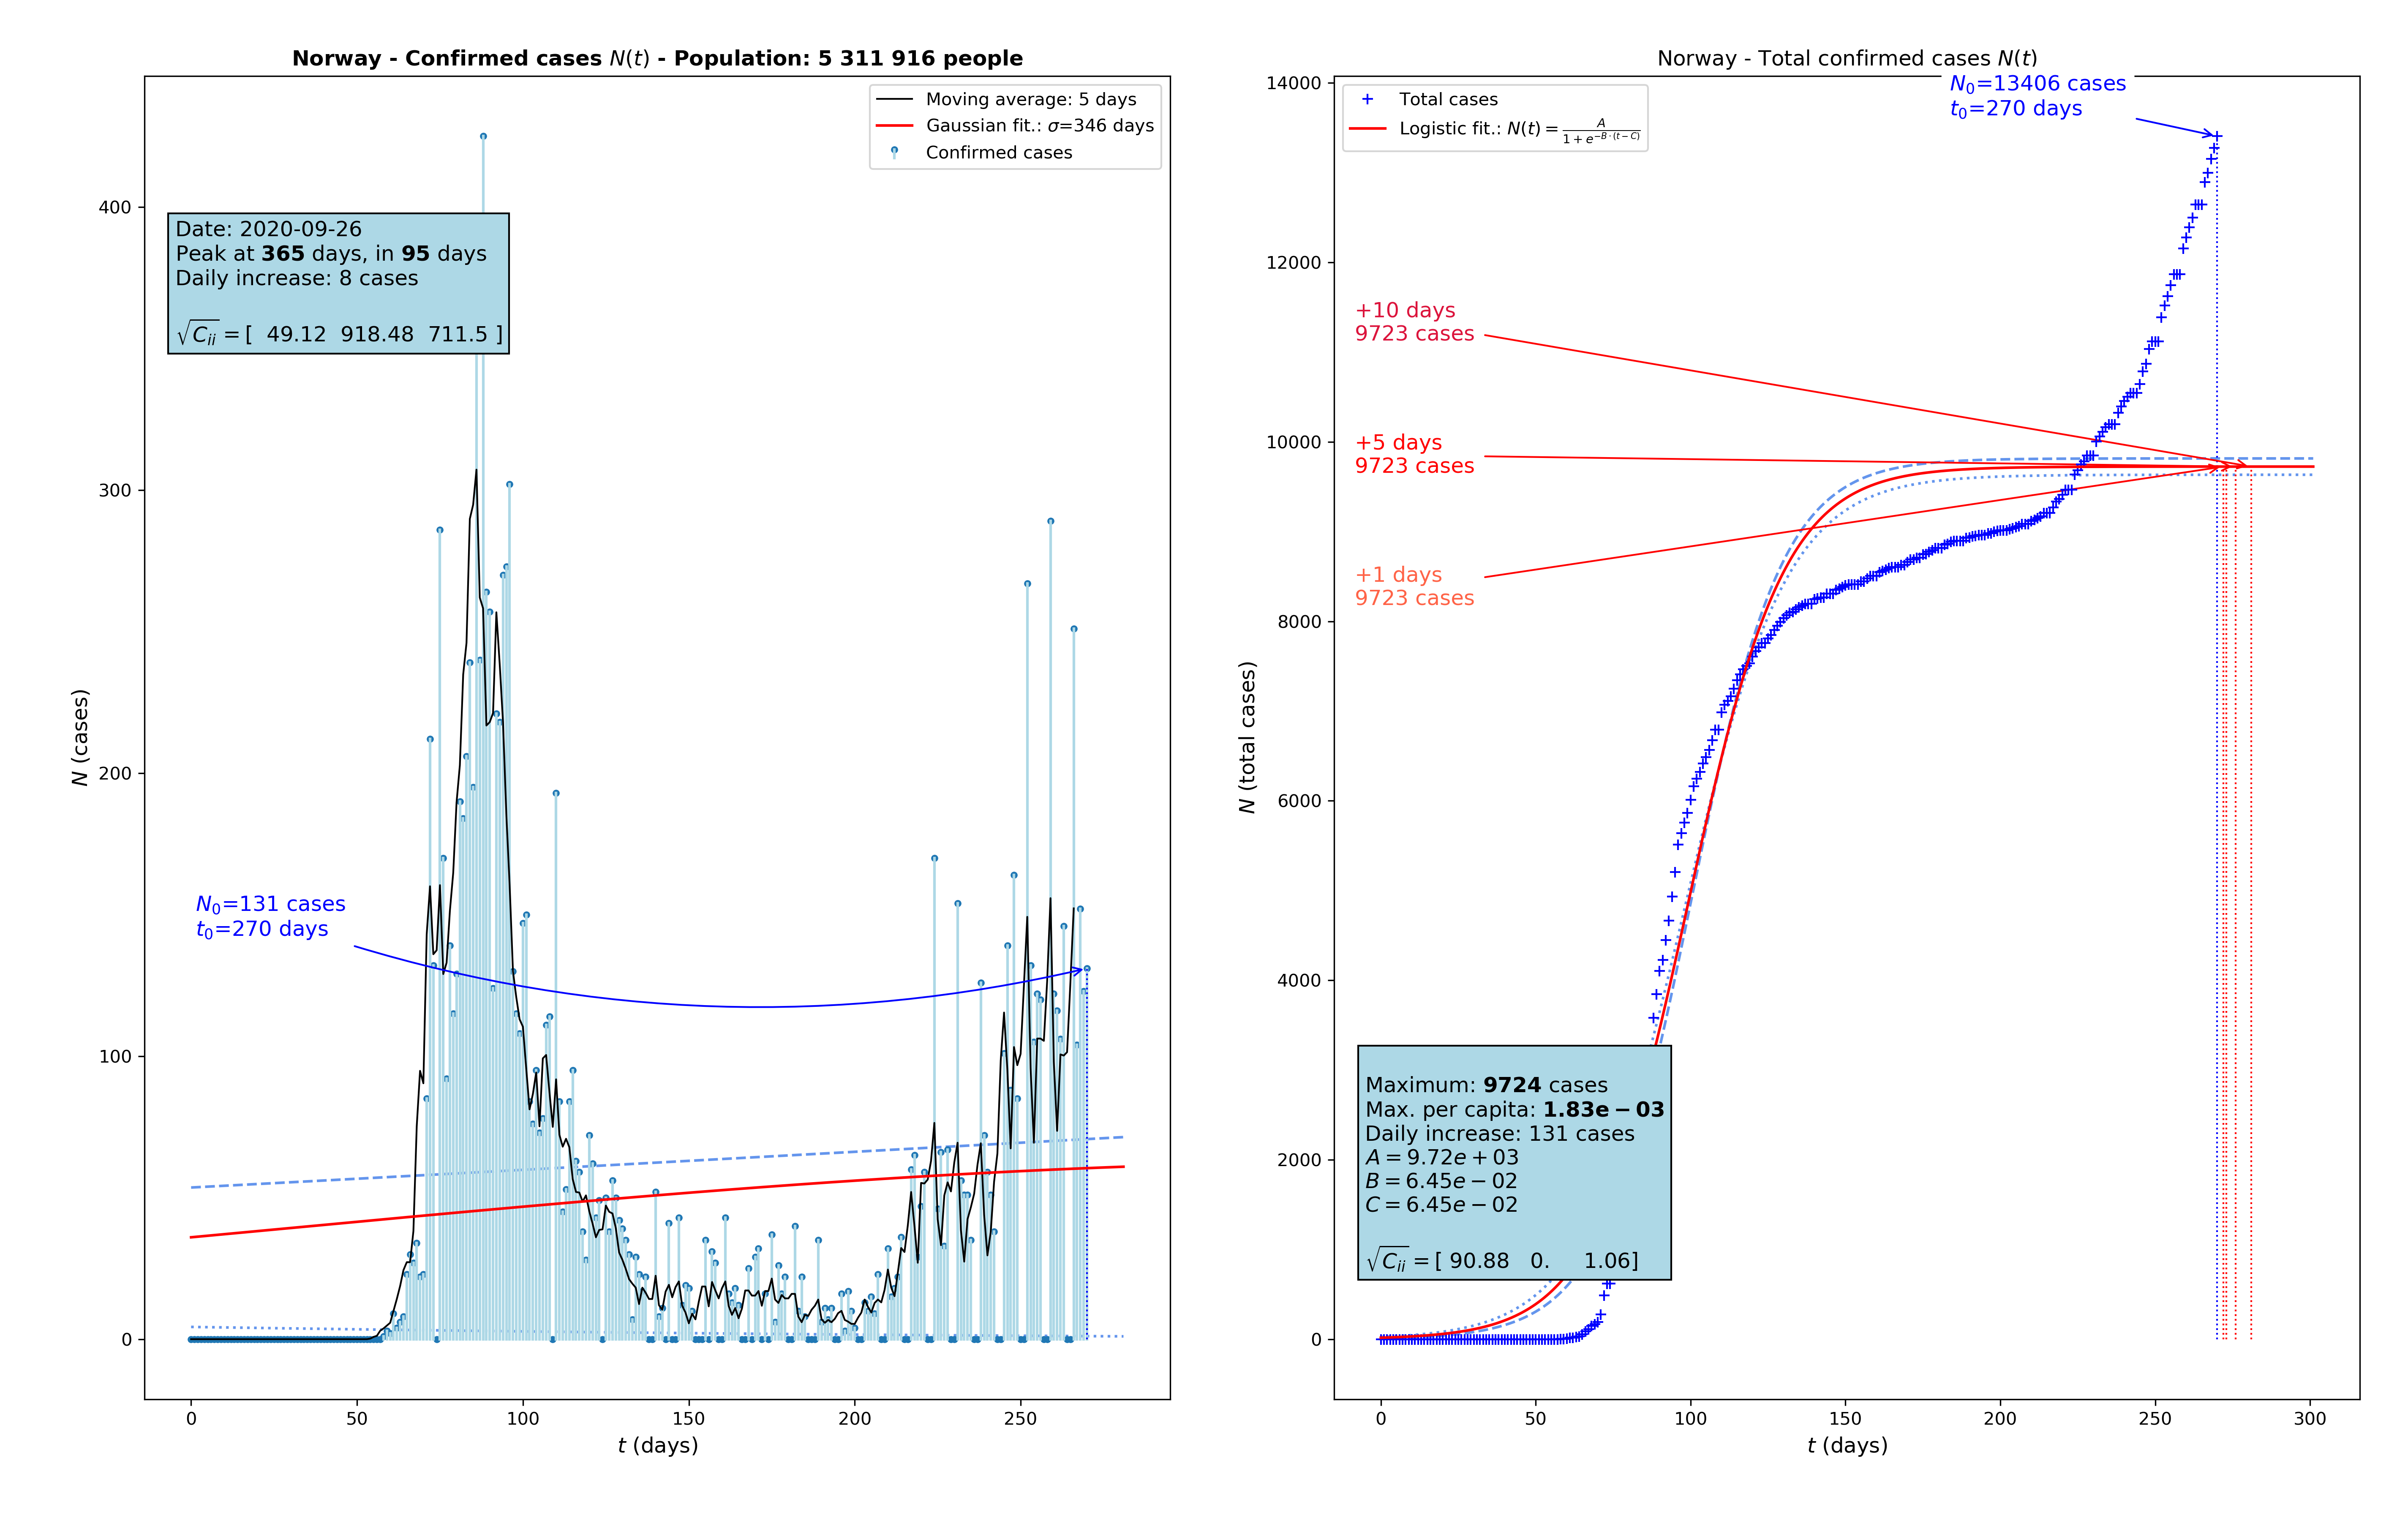 Norway - Confirmed cases N(t) - Population: 5 311 916 people
Moving average: 5 days
Gaussian fit.: σ=346 days
Confirmed cases
Date: 2020-09-26
Peak at 365 days, in 95 days
Daily increase: 8 cases
√C_ii = [ 49.12 918.48 711.5 ]
N_0=131 cases
t_0=270 days
400
300
200
100
0
N (cases)
0 50 100 150 200 250
t (days)
Norway - Total confirmed cases N(t)
Total cases
Logistic fit.: N(t) = A / (1 + e^{-B·(t-C)})
N_0=13406 cases
t_0=270 days
+10 days
9723 cases
+5 days
9723 cases
+1 days
9723 cases
Maximum: 9724 cases
Max. per capita: 1.83e − 03
Daily increase: 131 cases
A = 9.72e + 03
B = 6.45e − 02
C = 6.45e − 02
√C_ii = [ 90.88 0. 1.06]
14000
12000
10000
8000
6000
4000
2000
0
N (total cases)
0 50 100 150 200 250 300
t (days)